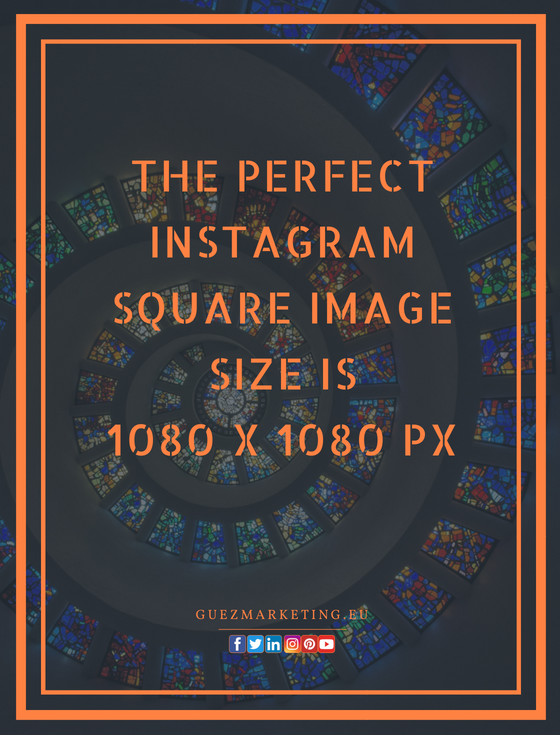 THE PERFECT
INSTAGRAM
SQUARE IMAGE
SIZE IS
1080 X 1080 PX
GUEZMARKETING.EU